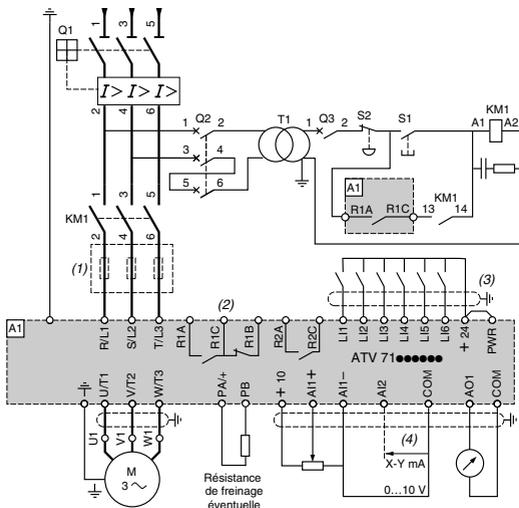 1 3 5
Q1
I> I> I>
2 4 6
1 Q2 2
3 4
5 6
T1
1 Q3 2
S2
S1
KM1
A1 A2
A1
R1A R1C
13 KM1 14
1 3 5
KM1
2 4 6
(1)
(2)
(3)
A1
R/L1 S/L2 T/L3 R1A R1C R1B R2A R2C LI1 LI2 LI3 LI4 LI5 LI6 + 24 PWR
ATV 71●●●●●●
U/T1 V/T2 W/T3 PA/+ PB + 10 AI1+ AI1– AI2 COM AO1 COM
U1 V1 W1
(4)
X-Y mA
M
3 ~
0…10 V
Résistance
de freinage
éventuelle